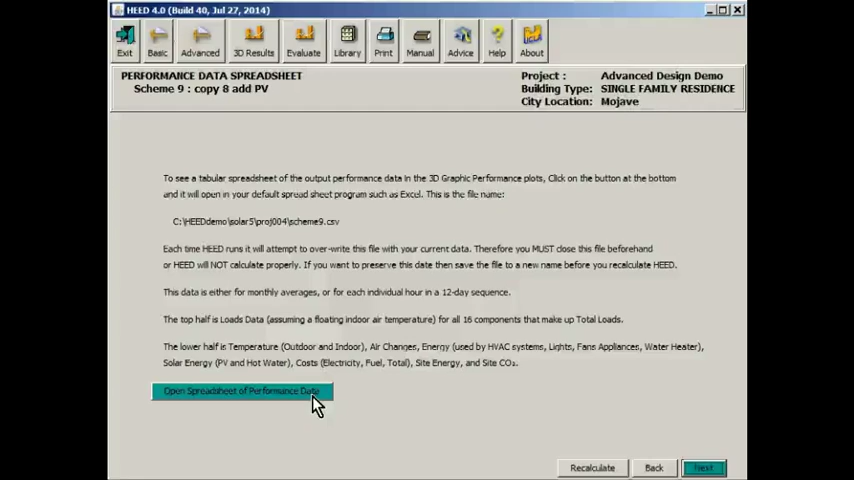 HEED 4.0 (Build 40, Jul 27, 2014)
Exit Basic Advanced 3D Results Evaluate Library Print Manual Advice Help About
PERFORMANCE DATA SPREADSHEET
Scheme 9 : copy 8 add PV
Project : Advanced Design Demo
Building Type: SINGLE FAMILY RESIDENCE
City Location: Mojave
To see a tabular spreadsheet of the output performance data in the 3D Graphic Performance plots, Click on the button at the bottom
and it will open in your default spread sheet program such as Excel. This is the file name:
C:\HEEDdemo\solar5\proj004\scheme9.csv
Each time HEED runs it will attempt to over-write this file with your current data. Therefore you MUST close this file beforehand
or HEED will NOT calculate properly. If you want to preserve this date then save the file to a new name before you recalculate HEED.
This data is either for monthly averages, or for each individual hour in a 12-day sequence.
The top half is Loads Data (assuming a floating indoor air temperature) for all 16 components that make up Total Loads.
The lower half is Temperature (Outdoor and Indoor), Air Changes, Energy (used by HVAC systems, Lights, Fans Appliances, Water Heater),
Solar Energy (PV and Hot Water), Costs (Electricity, Fuel, Total), Site Energy, and Site CO₂.
Open Spreadsheet of Performance Data
Recalculate Back Next